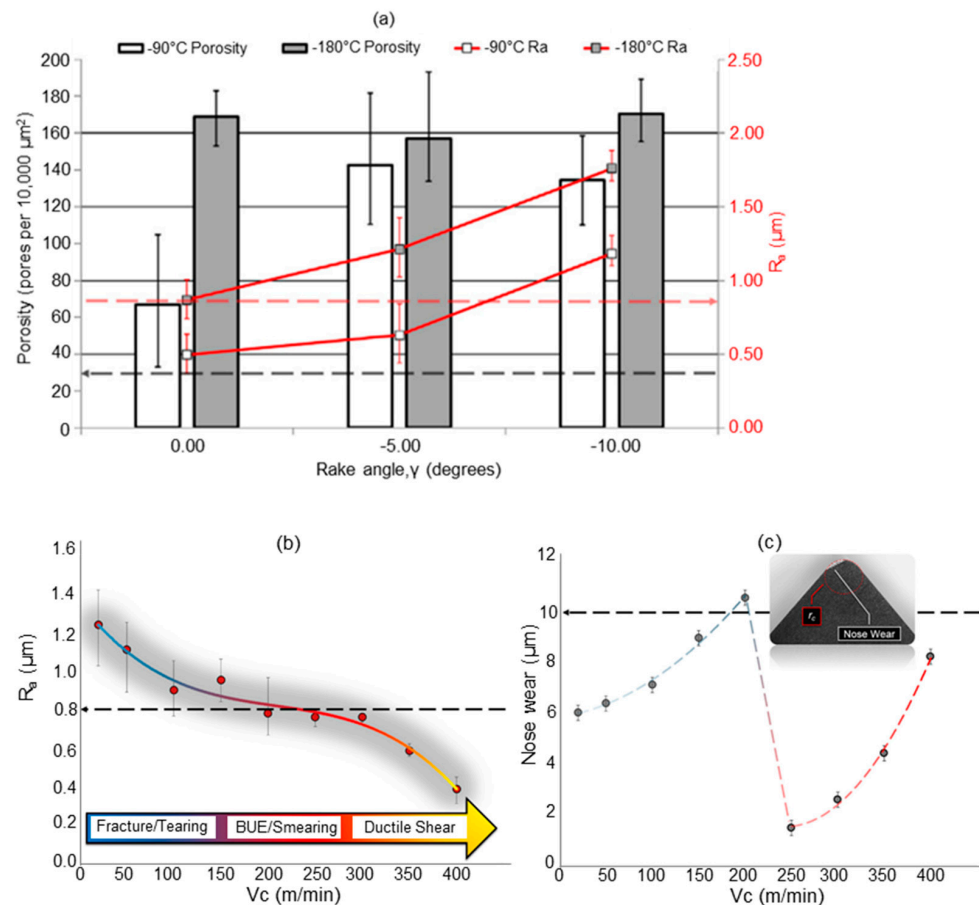 (a)
-90°C Porosity -180°C Porosity -90°C Ra -180°C Ra
200
180
160
140
120
100
80
60
40
20
0
Porosity (pores per 10,000 µm²)
2.50
2.00
1.50
1.00
0.50
0.00
Rₐ (µm)
0.00 -5.00 -10.00
Rake angle,γ (degrees)
(b)
1.6
1.4
1.2
1.0
0.8
0.6
0.4
0.2
0.0
Rₐ (µm)
Fracture/Tearing BUE/Smearing Ductile Shear
50 100 150 200 250 300 350 400
Vc (m/min)
(c)
12
10
8
6
4
2
0
Nose wear (µm)
rε
Nose Wear
0 50 100 150 200 250 300 350 400
Vc (m/min)